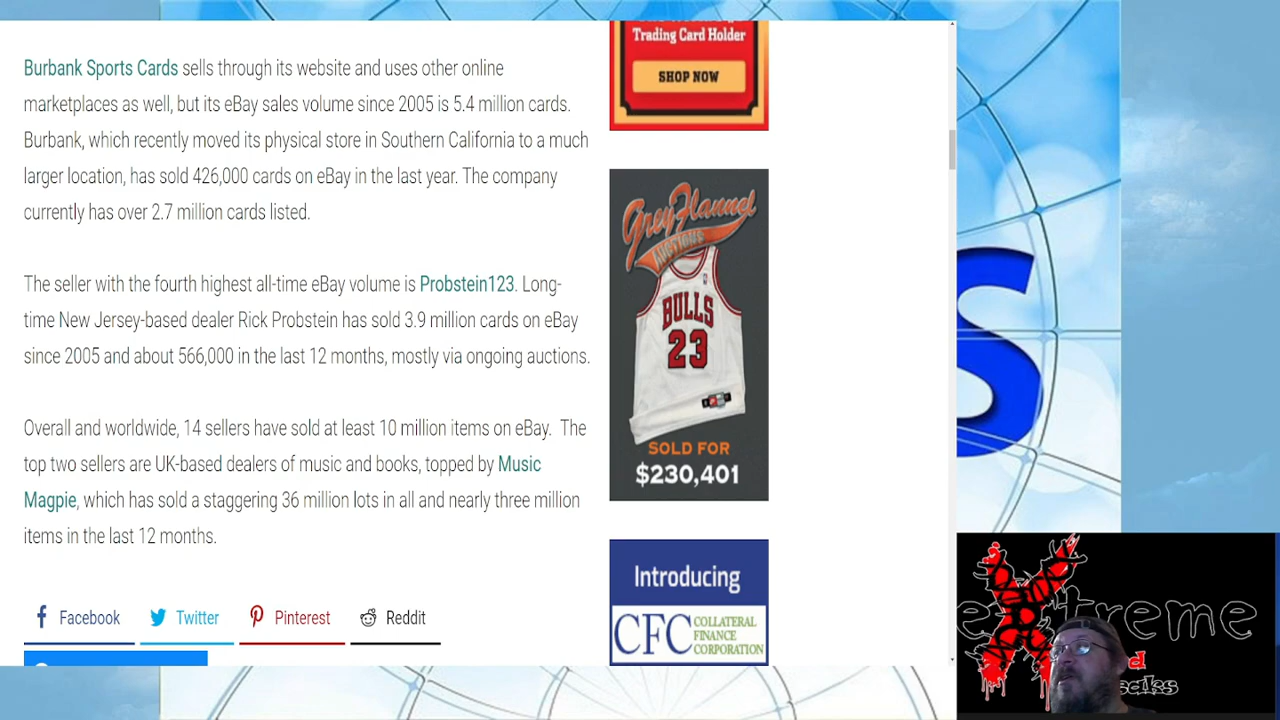 Burbank Sports Cards sells through its website and uses other online
marketplaces as well, but its eBay sales volume since 2005 is 5.4 million cards.
Burbank, which recently moved its physical store in Southern California to a much
larger location, has sold 426,000 cards on eBay in the last year. The company
currently has over 2.7 million cards listed.
The seller with the fourth highest all-time eBay volume is Probstein123. Long-
time New Jersey-based dealer Rick Probstein has sold 3.9 million cards on eBay
since 2005 and about 566,000 in the last 12 months, mostly via ongoing auctions.
Overall and worldwide, 14 sellers have sold at least 10 million items on eBay. The
top two sellers are UK-based dealers of music and books, topped by Music
Magpie, which has sold a staggering 36 million lots in all and nearly three million
items in the last 12 months.
Facebook
Twitter
Pinterest
Reddit
Trading Card Holder
SHOP NOW
Grey Flannel
AUCTIONS
BULLS
23
SOLD FOR
$230,401
Introducing
CFC COLLATERAL
FINANCE
CORPORATION
S